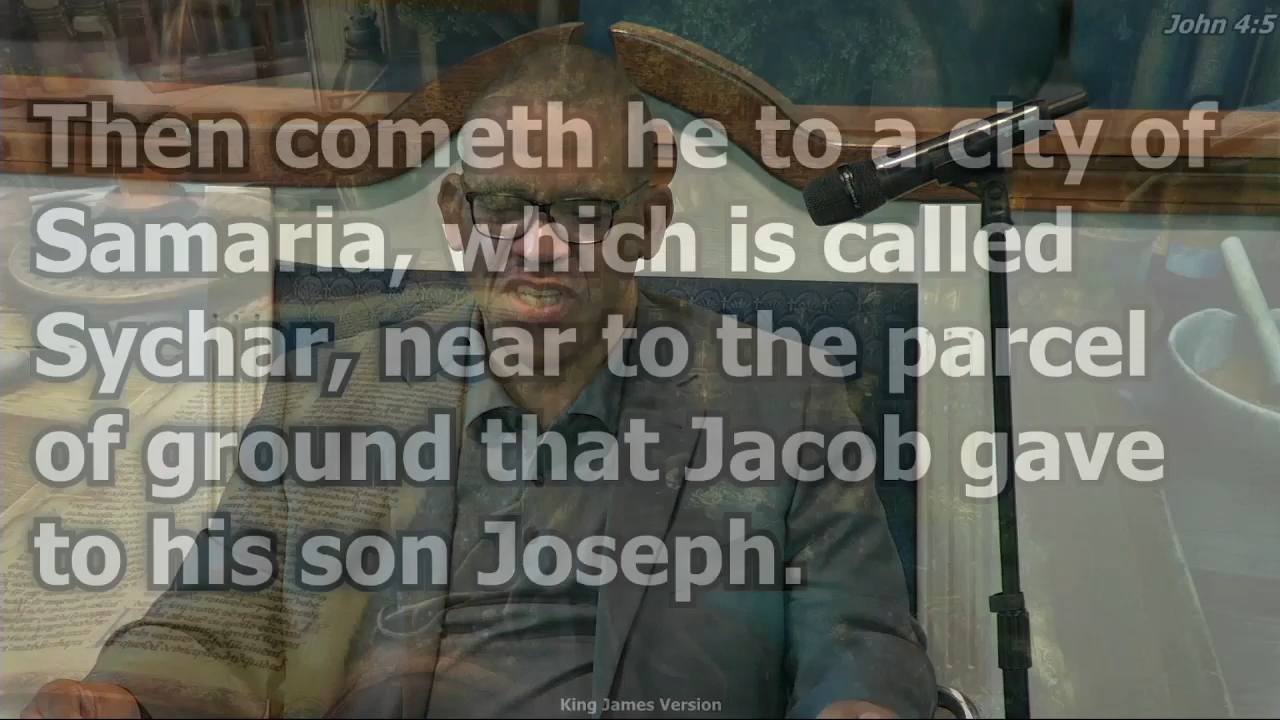 John 4:5
Then cometh he to a city of
Samaria, which is called
Sychar, near to the parcel
of ground that Jacob gave
to his son Joseph.
King James Version